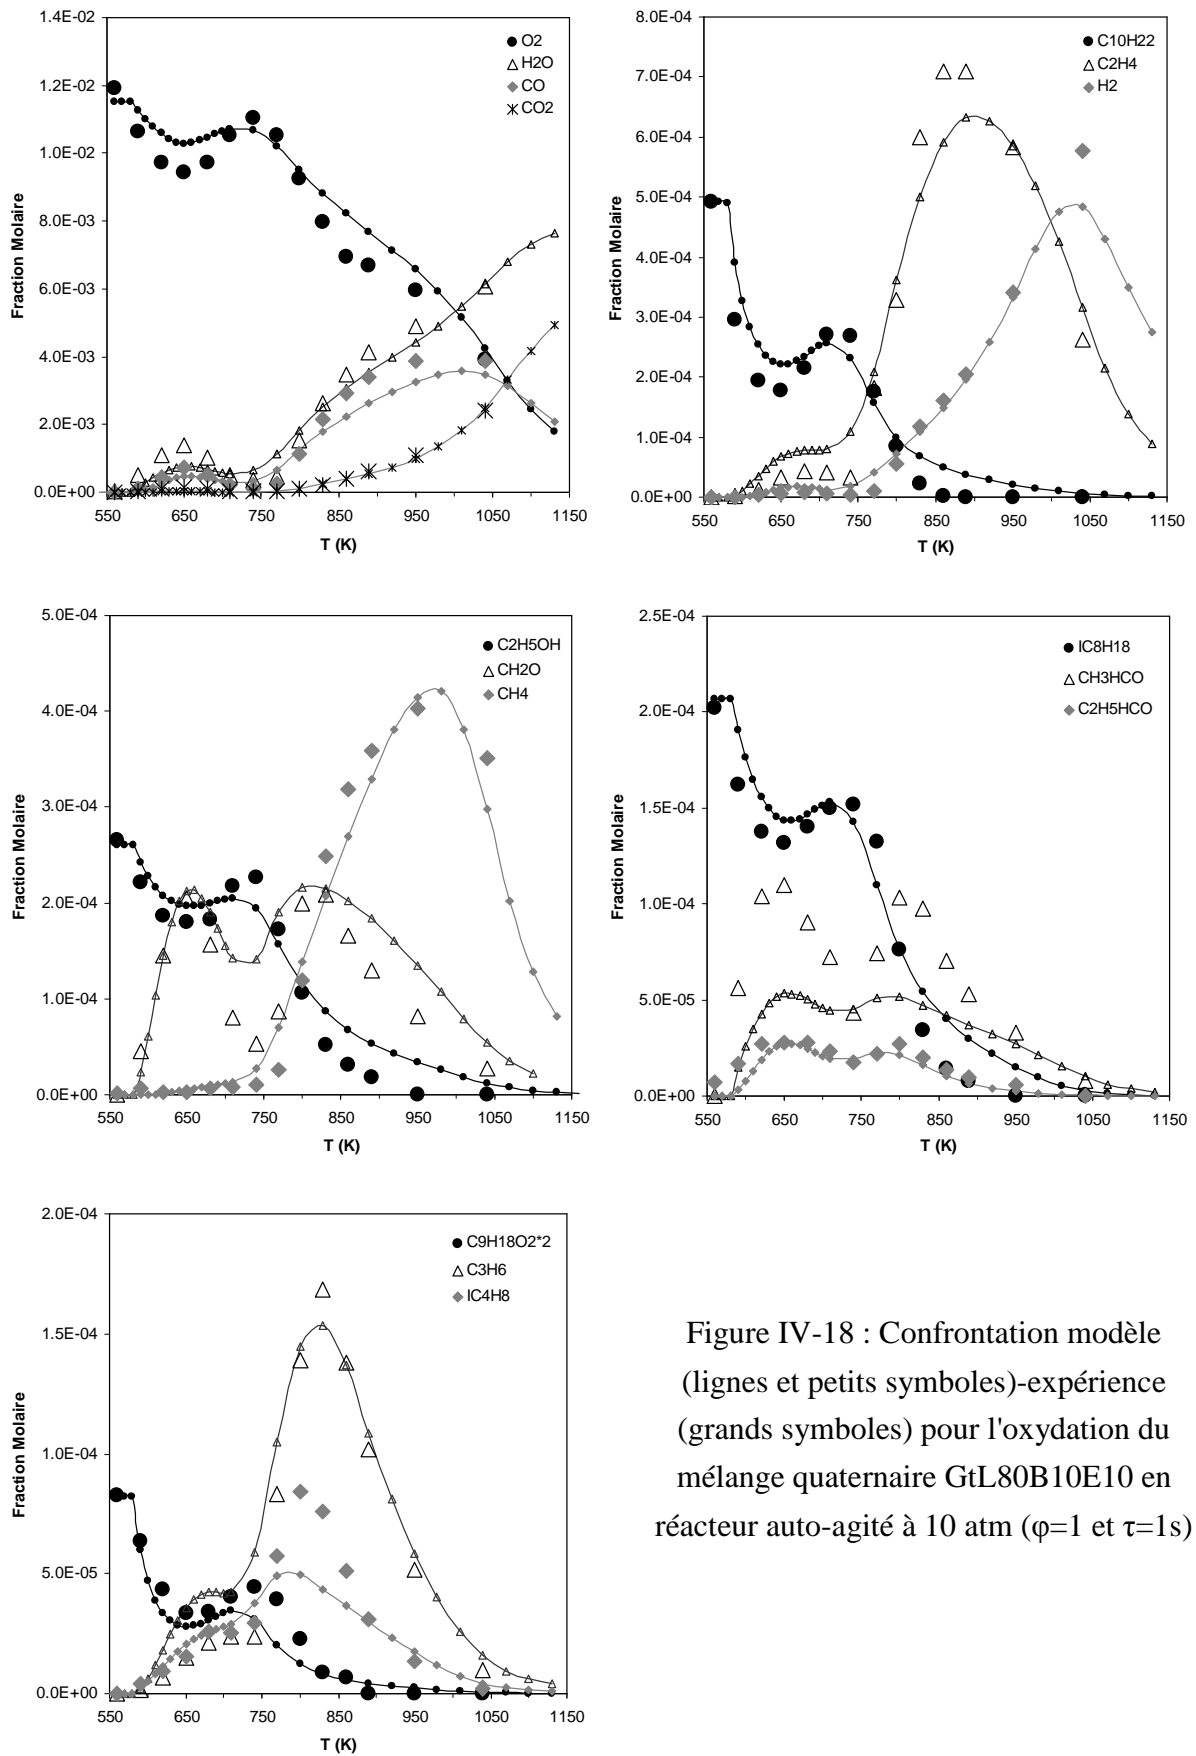 1.4E-02
1.2E-02
1.0E-02
8.0E-03
6.0E-03
4.0E-03
2.0E-03
0.0E+00
Fraction Molaire
O2
H2O
CO
CO2
550 650 750 850 950 1050 1150
T (K)
8.0E-04
7.0E-04
6.0E-04
5.0E-04
4.0E-04
3.0E-04
2.0E-04
1.0E-04
0.0E+00
Fraction Molaire
C10H22
C2H4
H2
550 650 750 850 950 1050 1150
T (K)
5.0E-04
4.0E-04
3.0E-04
2.0E-04
1.0E-04
0.0E+00
Fraction Molaire
C2H5OH
CH2O
CH4
550 650 750 850 950 1050 1150
T (K)
2.5E-04
2.0E-04
1.5E-04
1.0E-04
5.0E-05
0.0E+00
Fraction Molaire
IC8H18
CH3HCO
C2H5HCO
550 650 750 850 950 1050 1150
T (K)
2.0E-04
1.5E-04
1.0E-04
5.0E-05
0.0E+00
Fraction Molaire
C9H18O2*2
C3H6
IC4H8
550 650 750 850 950 1050 1150
T (K)
Figure IV-18 : Confrontation modèle
(lignes et petits symboles)-expérience
(grands symboles) pour l'oxydation du
mélange quaternaire GtL80B10E10 en
réacteur auto-agité à 10 atm (φ=1 et τ=1s)